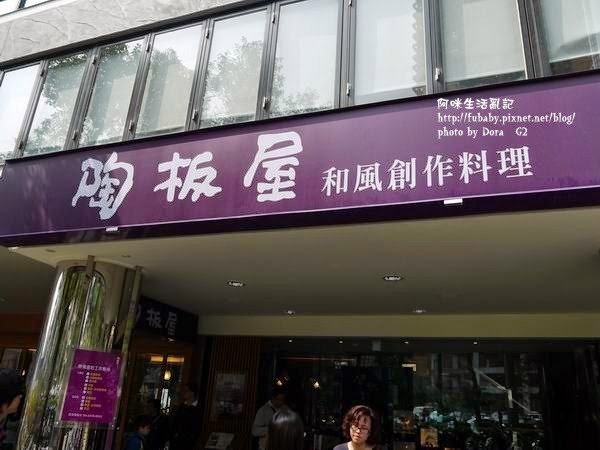 阿咪生活亂記
http://fubaby.pixnet.net/blog/
photo by Dora G2
陶板屋 和風創作料理
陶板屋